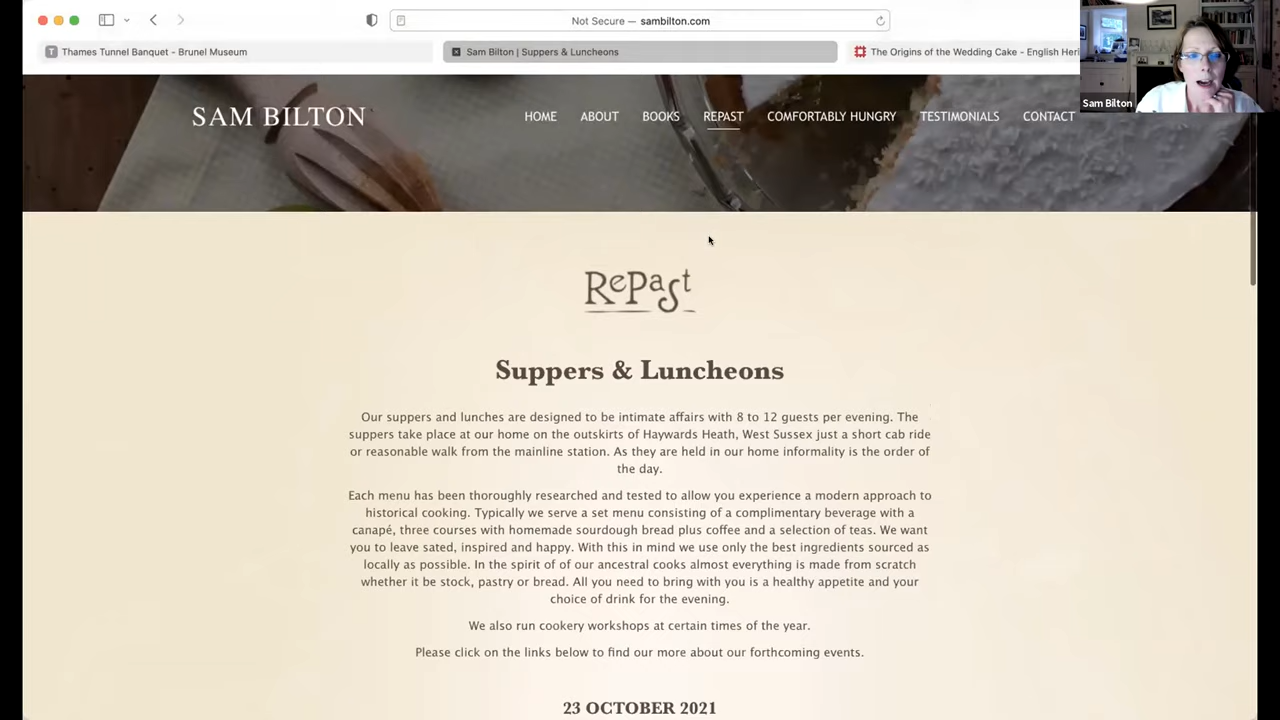 Not Secure — sambilton.com
Thames Tunnel Banquet - Brunel Museum
Sam Bilton | Suppers & Luncheons
The Origins of the Wedding Cake - English Heri
Sam Bilton
SAM BILTON
HOME ABOUT BOOKS REPAST COMFORTABLY HUNGRY TESTIMONIALS CONTACT
RePast
Suppers & Luncheons
Our suppers and lunches are designed to be intimate affairs with 8 to 12 guests per evening. The
suppers take place at our home on the outskirts of Haywards Heath, West Sussex just a short cab ride
or reasonable walk from the mainline station. As they are held in our home informality is the order of
the day.
Each menu has been thoroughly researched and tested to allow you experience a modern approach to
historical cooking. Typically we serve a set menu consisting of a complimentary beverage with a
canapé, three courses with homemade sourdough bread plus coffee and a selection of teas. We want
you to leave sated, inspired and happy. With this in mind we use only the best ingredients sourced as
locally as possible. In the spirit of of our ancestral cooks almost everything is made from scratch
whether it be stock, pastry or bread. All you need to bring with you is a healthy appetite and your
choice of drink for the evening.
We also run cookery workshops at certain times of the year.
Please click on the links below to find our more about our forthcoming events.
23 OCTOBER 2021